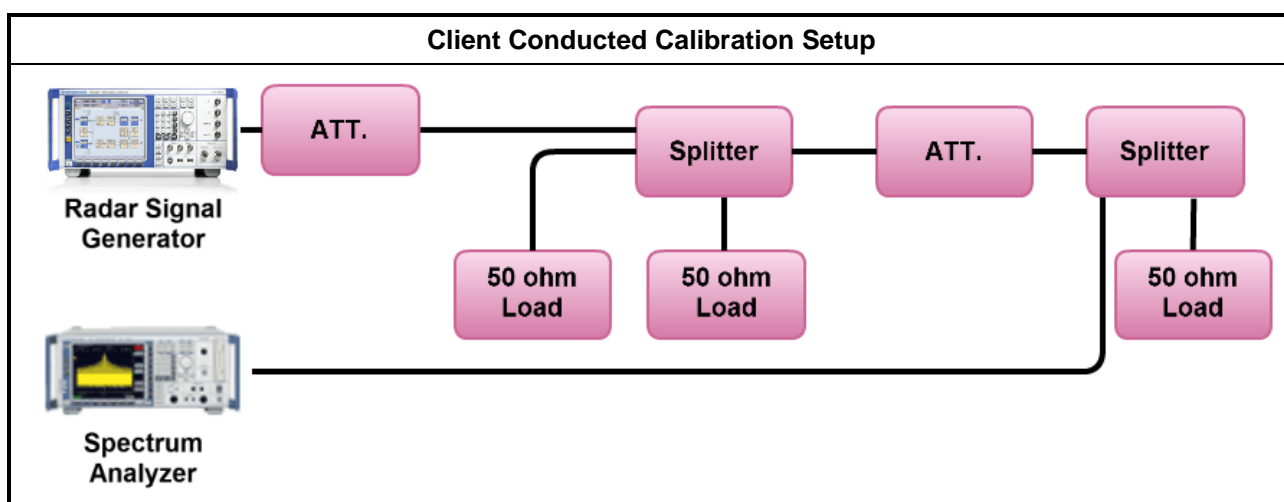 Client Conducted Calibration Setup
ATT.
Splitter
ATT.
Splitter
Radar Signal
Generator
50 ohm
Load
50 ohm
Load
50 ohm
Load
Spectrum
Analyzer